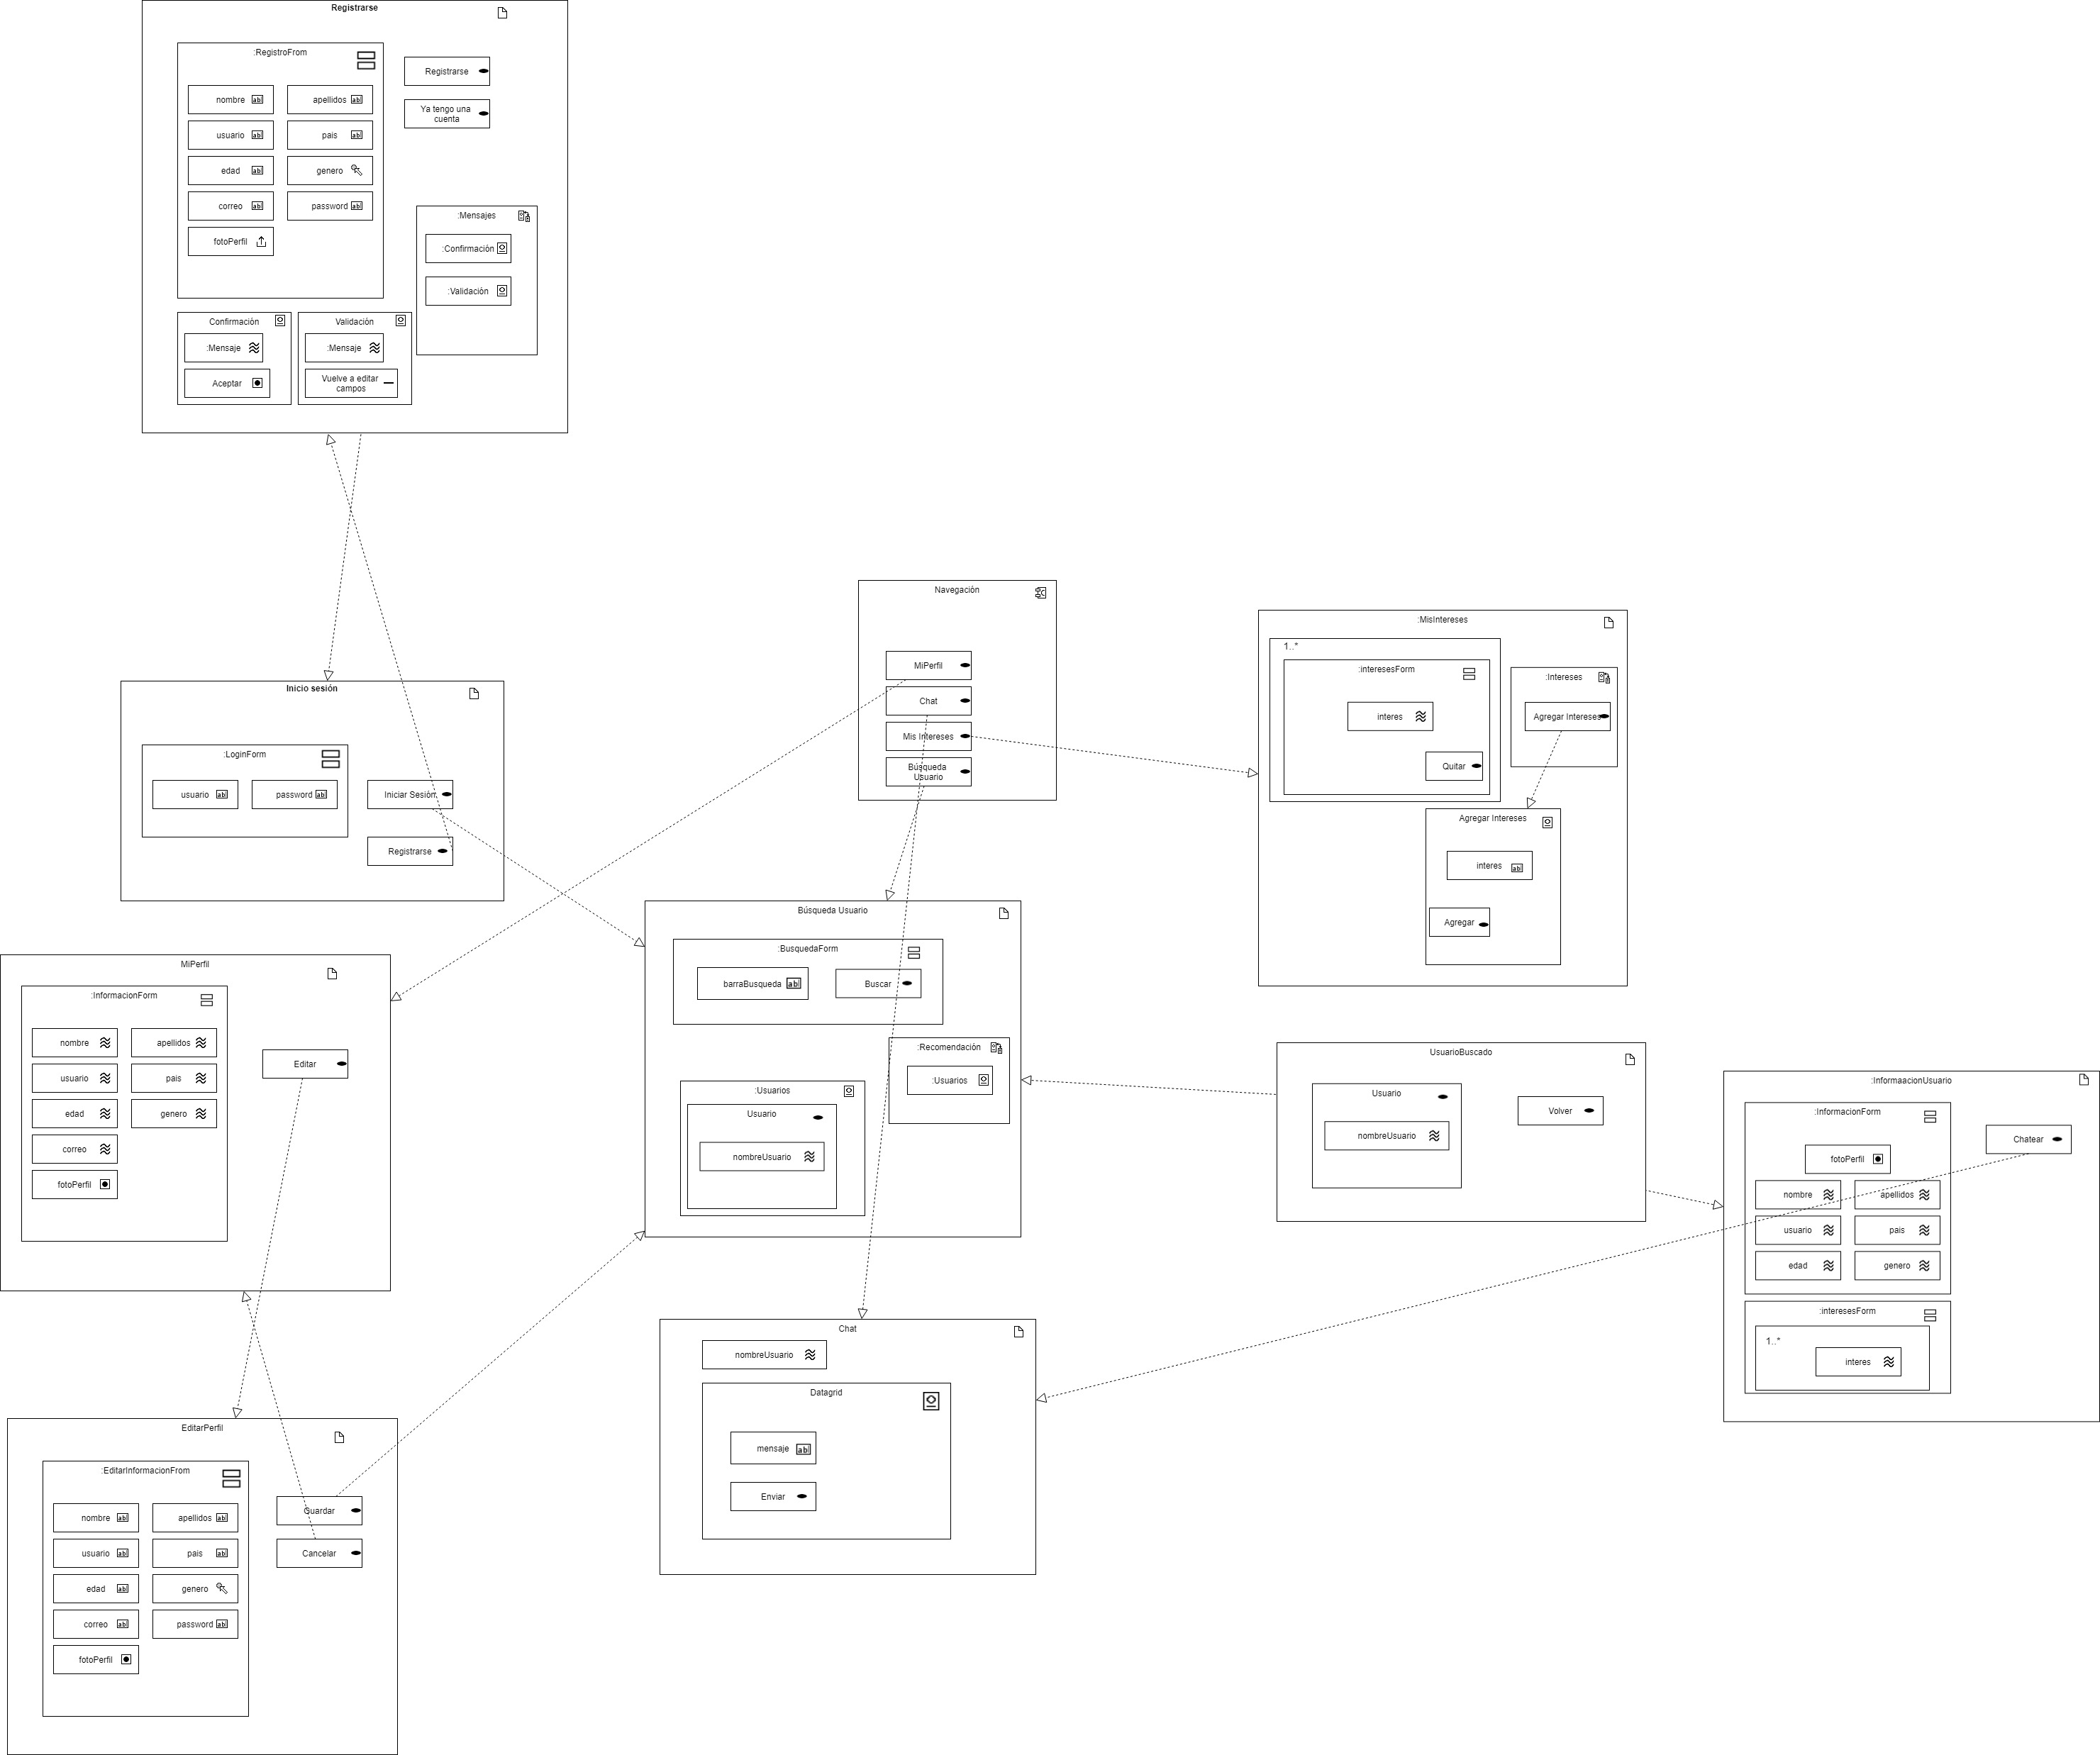 Registrarse
:RegistroFrom
nombre
apellidos
usuario
pais
edad
genero
correo
password
fotoPerfil
Registrarse
Ya tengo una
cuenta
:Mensajes
:Confirmación
:Validación
Confirmación
:Mensaje
Aceptar
Validación
:Mensaje
Vuelve a editar
campos
Inicio sesión
:LoginForm
usuario
password
Iniciar Sesión
Registrarse
Navegación
MiPerfil
Chat
Mis Intereses
Búsqueda
Usuario
:MisIntereses
1..*
:interesesForm
interes
Quitar
:Intereses
Agregar Intereses
Agregar Intereses
interes
Agregar
MiPerfil
:InformacionForm
nombre
apellidos
usuario
pais
edad
genero
correo
fotoPerfil
Editar
Búsqueda Usuario
:BusquedaForm
barraBusqueda
Buscar
:Recomendación
:Usuarios
:Usuarios
Usuario
nombreUsuario
UsuarioBuscado
Usuario
nombreUsuario
Volver
:InformaacionUsuario
:InformacionForm
fotoPerfil
nombre
apellidos
usuario
pais
edad
genero
Chatear
:interesesForm
1..*
interes
Chat
nombreUsuario
Datagrid
mensaje
Enviar
EditarPerfil
:EditarInformacionFrom
nombre
apellidos
usuario
pais
edad
genero
correo
password
fotoPerfil
Guardar
Cancelar